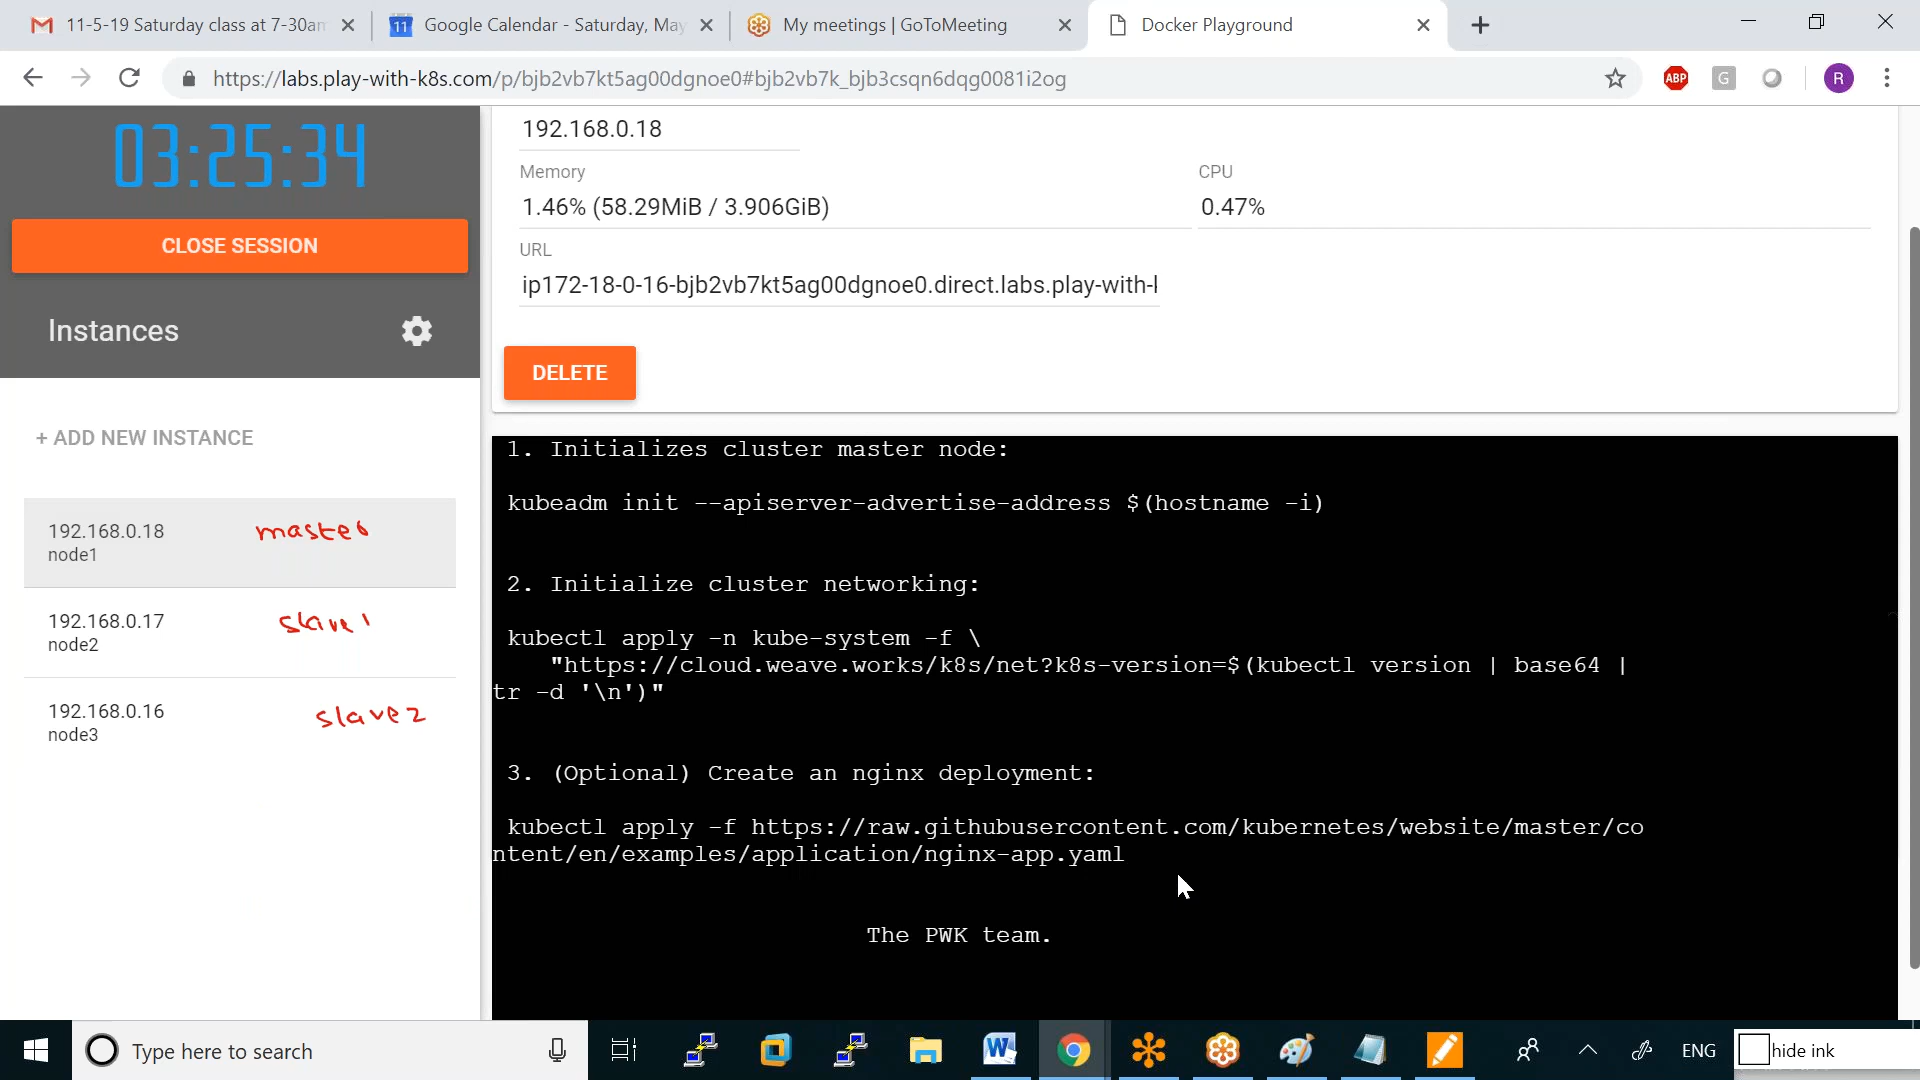 11-5-19 Saturday class at 7-30am
Google Calendar - Saturday, May
My meetings | GoToMeeting
Docker Playground
https://labs.play-with-k8s.com/p/bjb2vb7kt5ag00dgnoe0#bjb2vb7k_bjb3csqn6dqg0081i2og
ABP
G
R
03:25:34
CLOSE SESSION
Instances
+ ADD NEW INSTANCE
192.168.0.18
node1
master
192.168.0.17
node2
slave1
192.168.0.16
node3
slave2
192.168.0.18
Memory
1.46% (58.29MiB / 3.906GiB)
CPU
0.47%
URL
ip172-18-0-16-bjb2vb7kt5ag00dgnoe0.direct.labs.play-with-k
DELETE
1. Initializes cluster master node:
kubeadm init --apiserver-advertise-address $(hostname -i)
2. Initialize cluster networking:
kubectl apply -n kube-system -f \
"https://cloud.weave.works/k8s/net?k8s-version=$(kubectl version | base64 |
tr -d '\n')"
3. (Optional) Create an nginx deployment:
kubectl apply -f https://raw.githubusercontent.com/kubernetes/website/master/co
ntent/en/examples/application/nginx-app.yaml
The PWK team.
Type here to search
ENG
hide ink